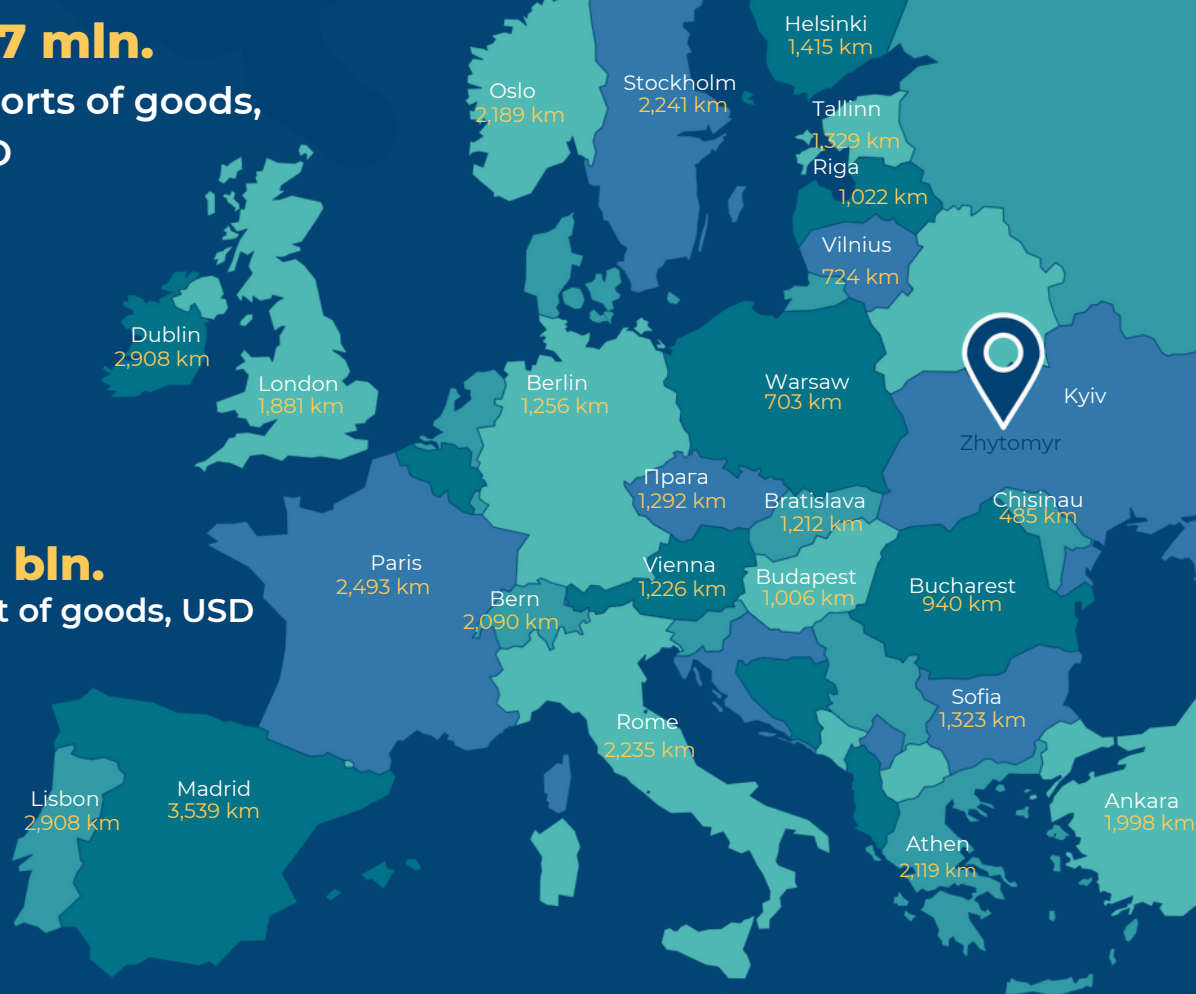 7 mln.
orts of goods,
D
bln.
t of goods, USD
Helsinki
1,415 km
Oslo
2,189 km
Stockholm
2,241 km
Tallinn
1,329 km
Riga
1,022 km
Vilnius
724 km
Dublin
2,908 km
London
1,881 km
Berlin
1,256 km
Warsaw
703 km
Kyiv
Zhytomyr
Прага
1,292 km
Bratislava
1,212 km
Chisinau
485 km
Paris
2,493 km
Vienna
1,226 km
Budapest
1,006 km
Bucharest
940 km
Bern
2,090 km
Sofia
1,323 km
Rome
2,235 km
Lisbon
2,908 km
Madrid
3,539 km
Ankara
1,998 km
Athen
2,119 km